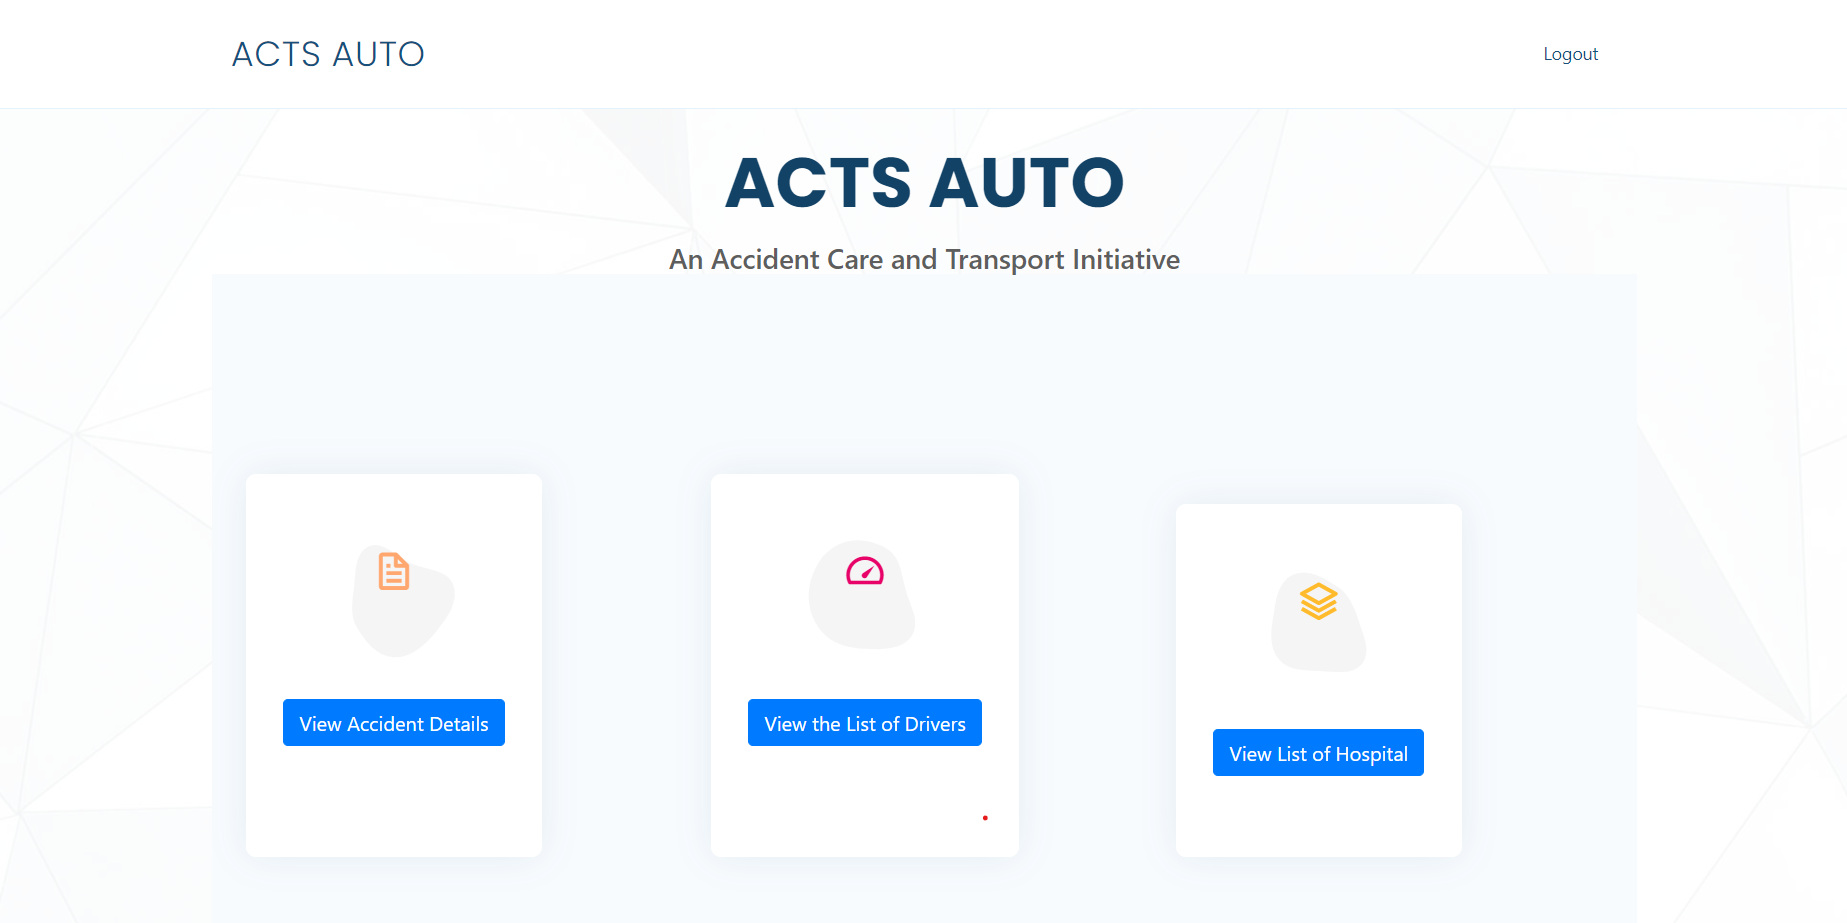 ACTS AUTO
Logout
ACTS AUTO
An Accident Care and Transport Initiative
View Accident Details
View the List of Drivers
View List of Hospital